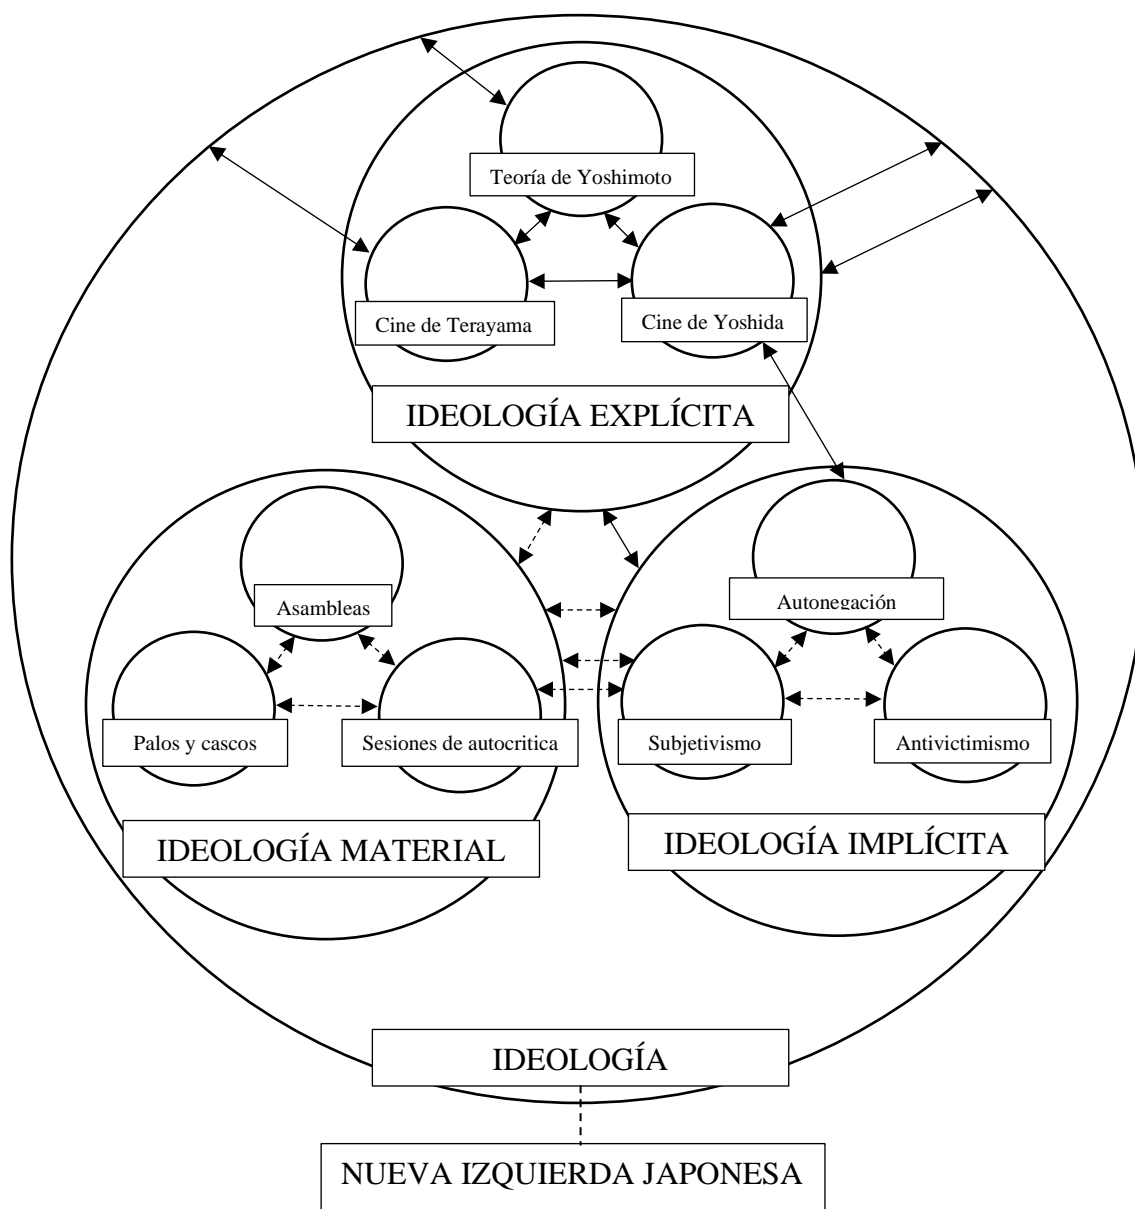 Teoría de Yoshimoto
Cine de Terayama
Cine de Yoshida
IDEOLOGÍA EXPLÍCITA
Asambleas
Autonegación
Palos y cascos
Sesiones de autocritica
Subjetivismo
Antivictimismo
IDEOLOGÍA MATERIAL
IDEOLOGÍA IMPLÍCITA
IDEOLOGÍA
NUEVA IZQUIERDA JAPONESA